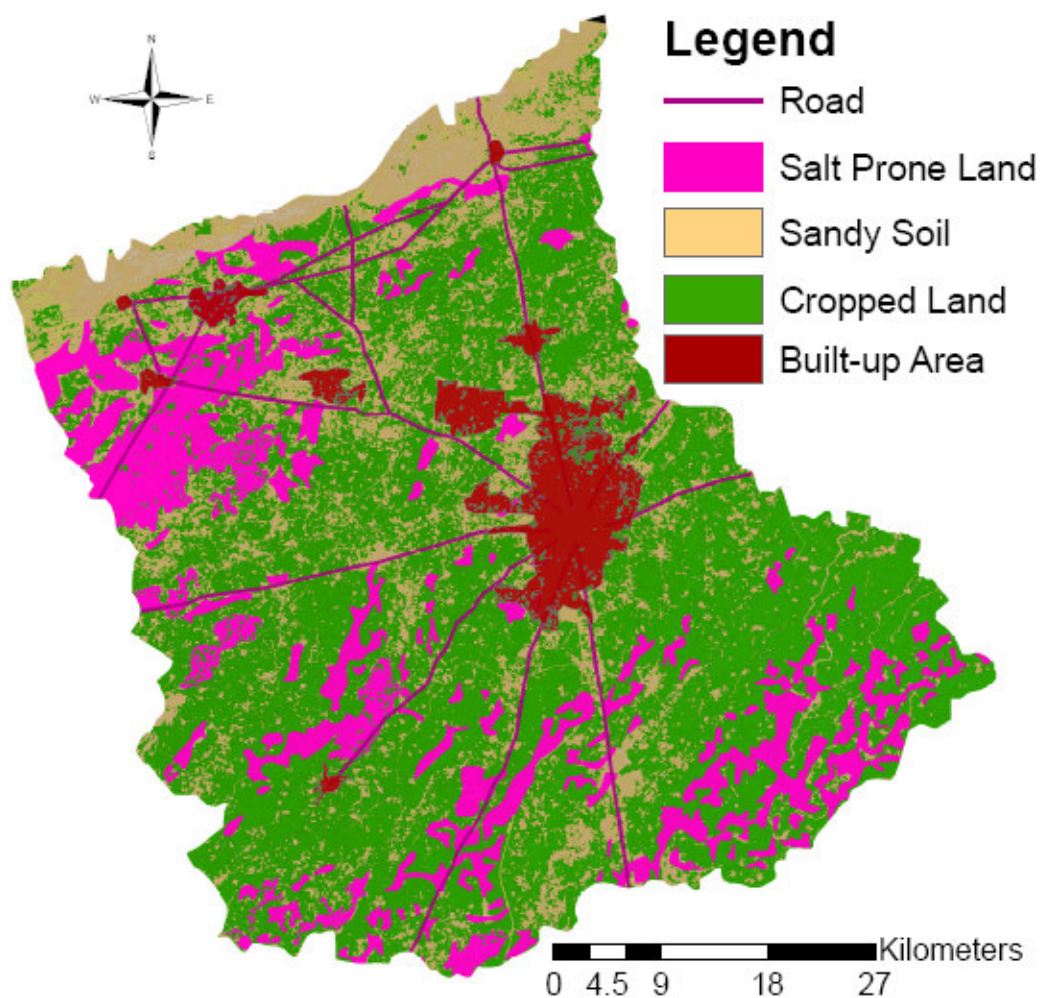 N
W E
S
Legend
Road
Salt Prone Land
Sandy Soil
Cropped Land
Built-up Area
Kilometers
0 4.5 9 18 27